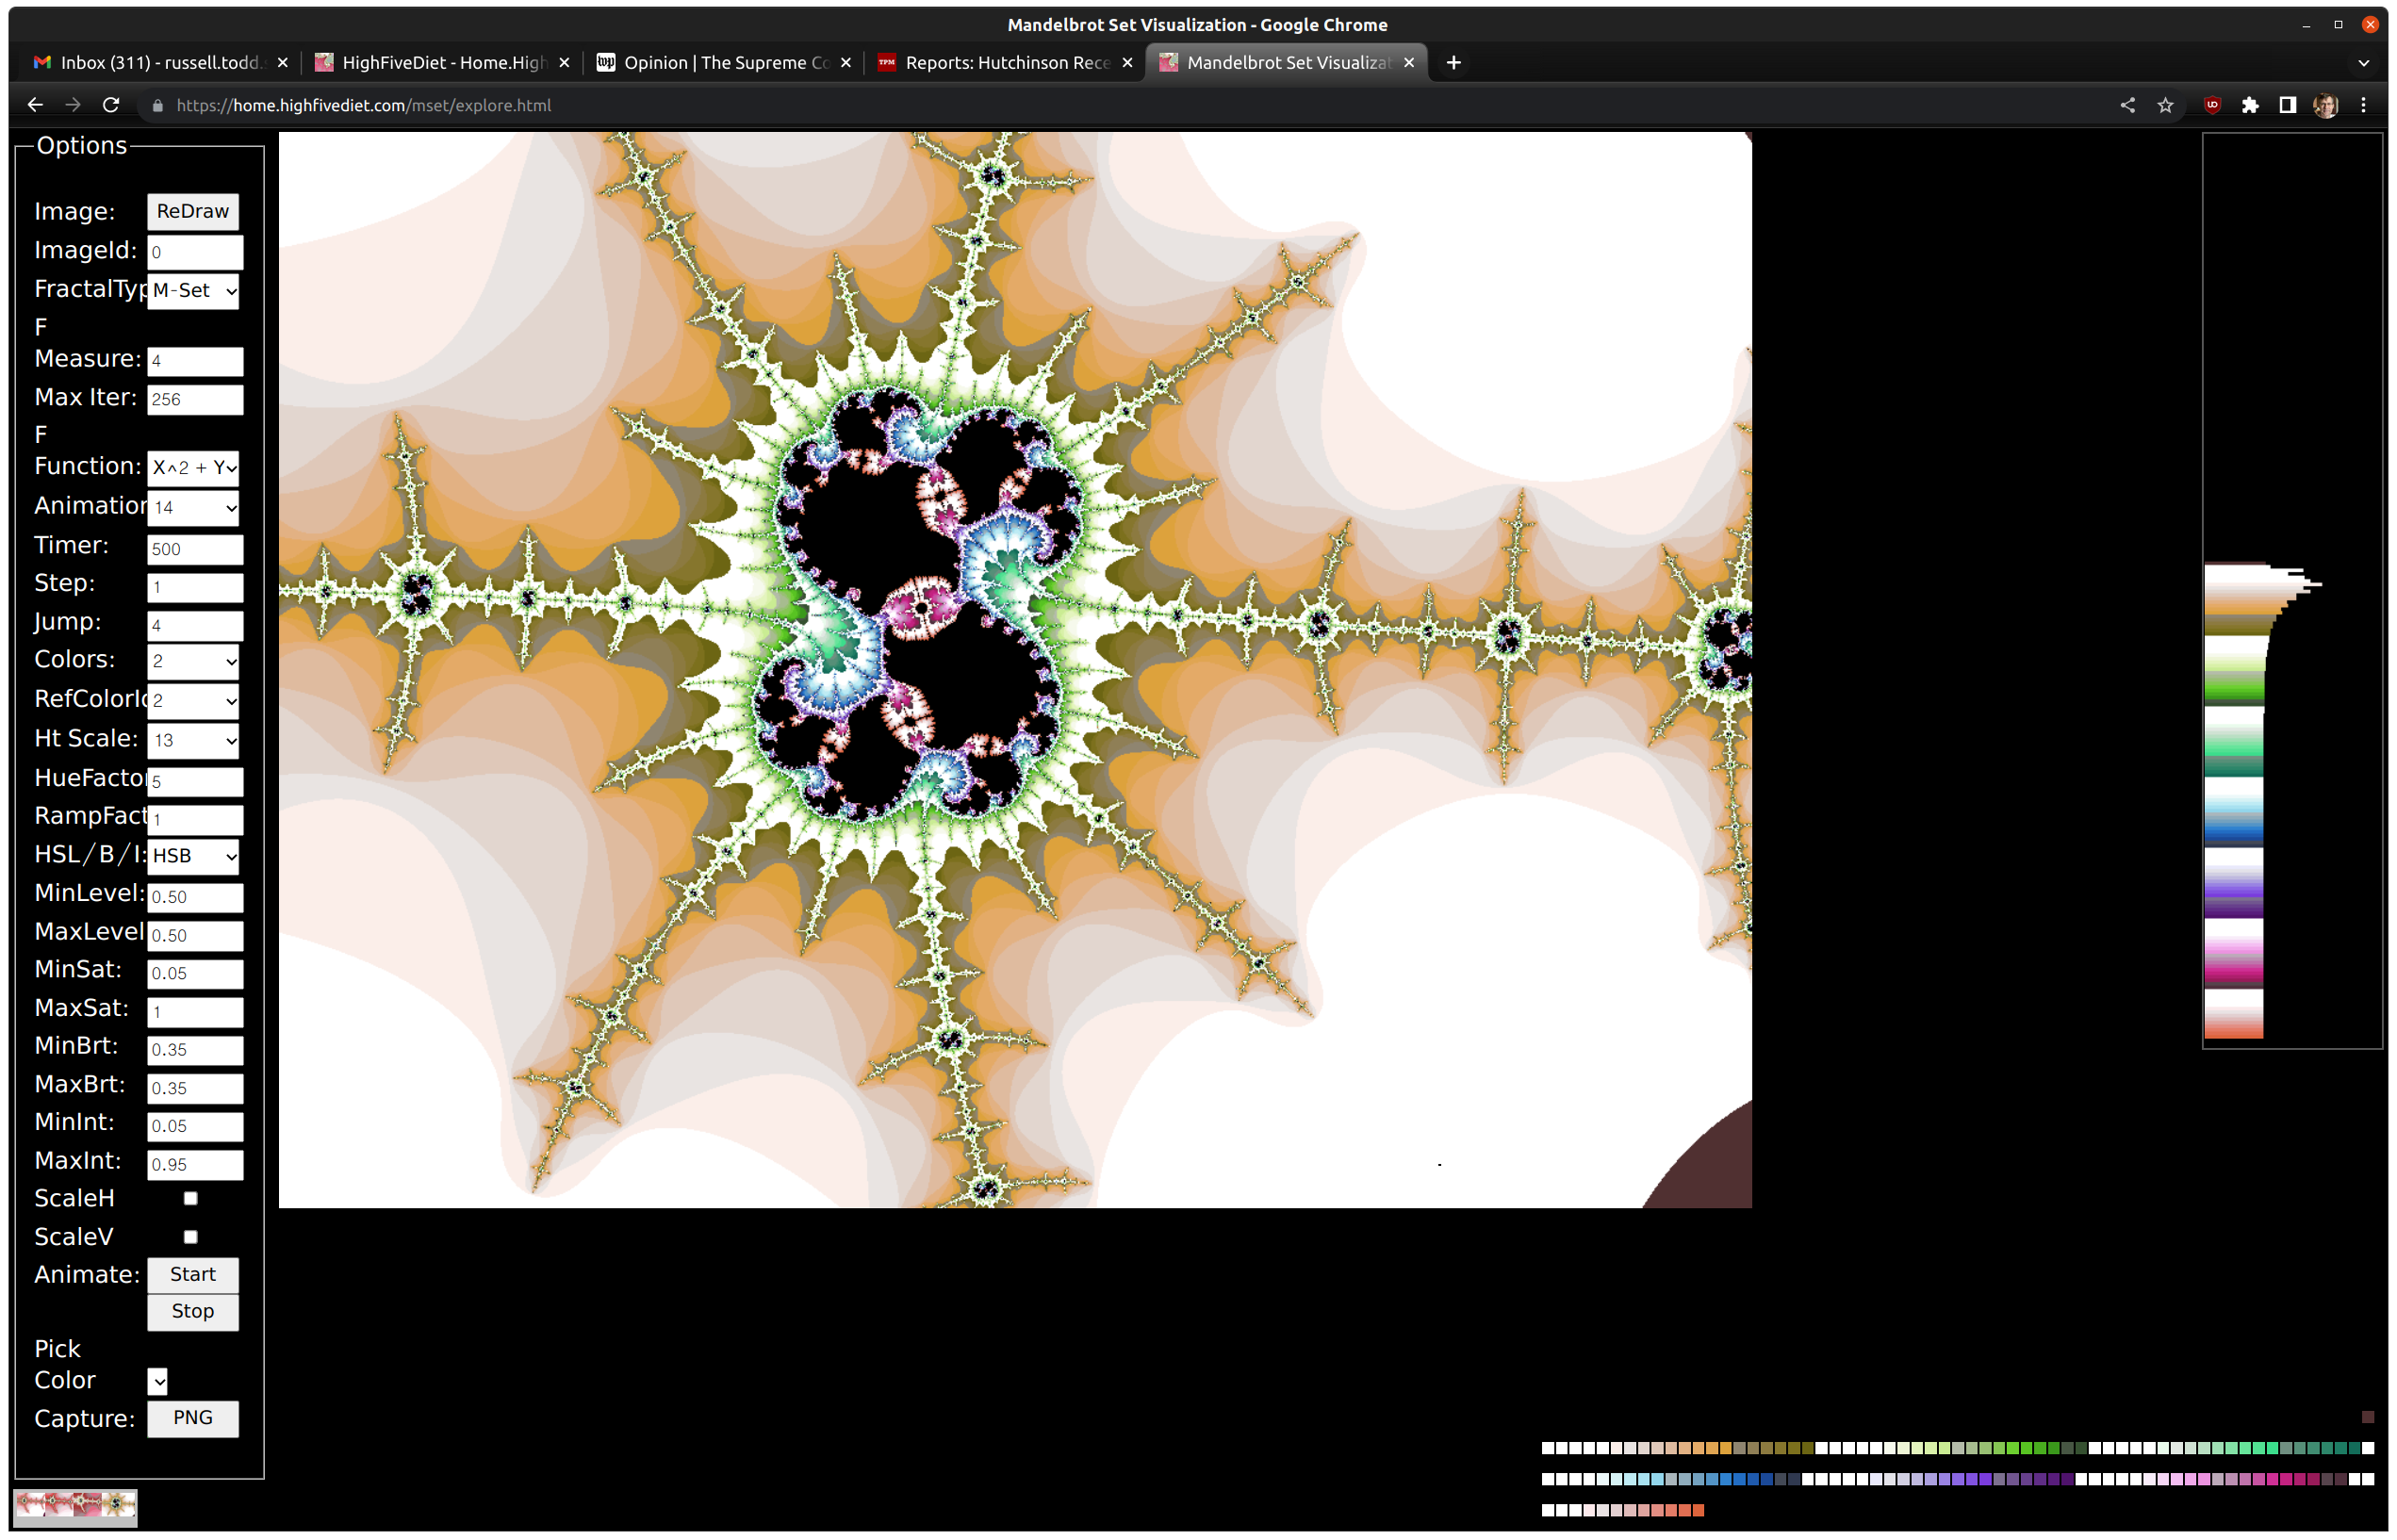 Mandelbrot Set Visualization - Google Chrome
Inbox (311) - russell.todd. HighFiveDiet - Home.High Opinion | The Supreme Co Reports: Hutchinson Rece Mandelbrot Set Visualizat
https://home.highfivediet.com/mset/explore.html
Options
Image: ReDraw
ImageId: 0
FractalTyp M-Set
F
Measure: 4
Max Iter: 256
F
Function: X^2 + Y
Animation 14
Timer: 500
Step: 1
Jump: 4
Colors: 2
RefColorId 2
Ht Scale: 13
HueFactor 5
RampFact 1
HSL/B/I: HSB
MinLevel: 0.50
MaxLevel 0.50
MinSat: 0.05
MaxSat: 1
MinBrt: 0.35
MaxBrt: 0.35
MinInt: 0.05
MaxInt: 0.95
ScaleH
ScaleV
Animate: Start
Stop
Pick
Color
Capture: PNG